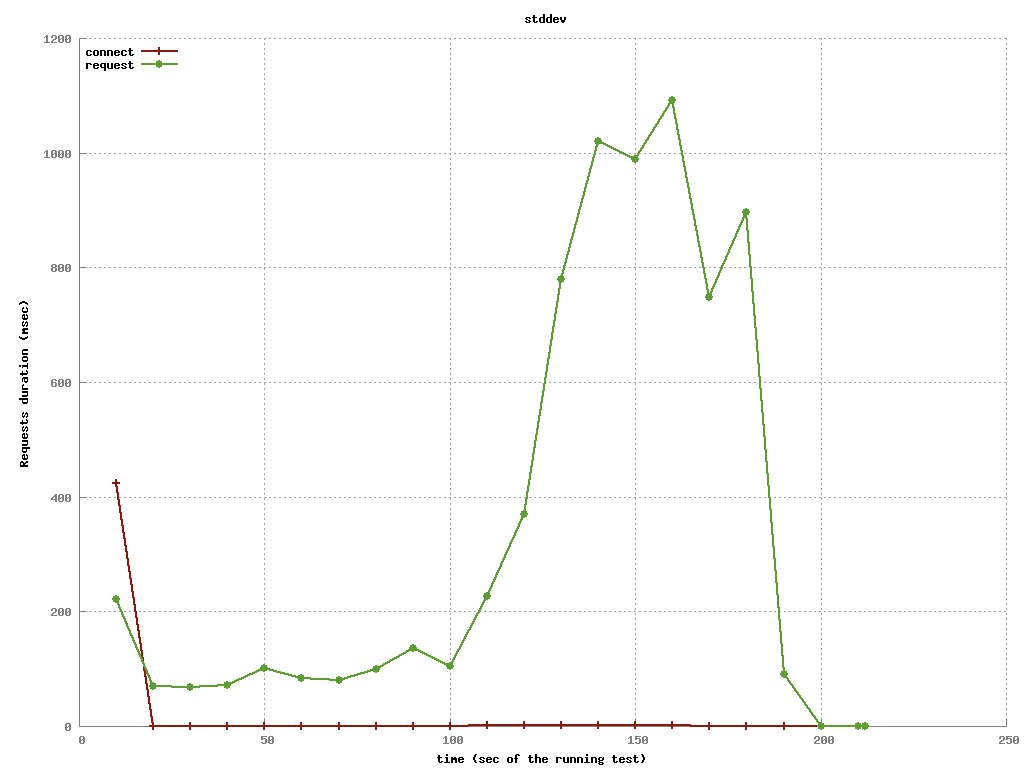 stddev
1200
connect
request
1000
800
600
400
200
0
Requests duration (msec)
0 50 100 150 200 250
time (sec of the running test)